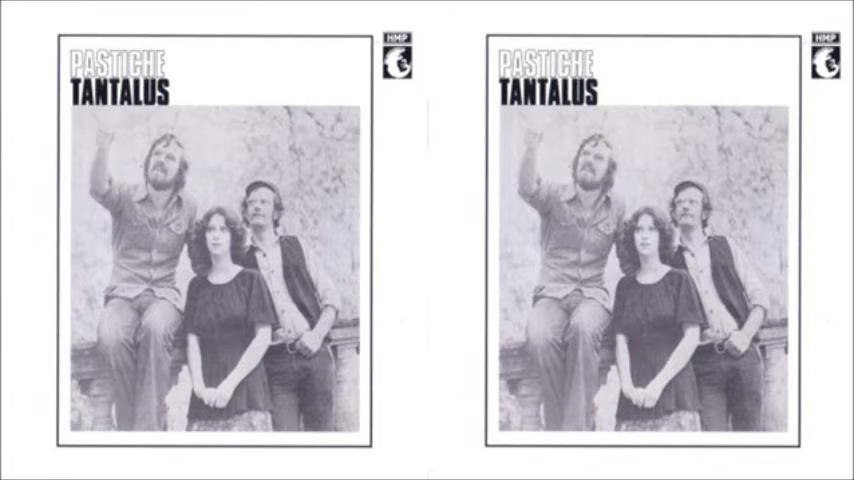 HMP
PASTICHE
TANTALUS
HMP
PASTICHE
TANTALUS